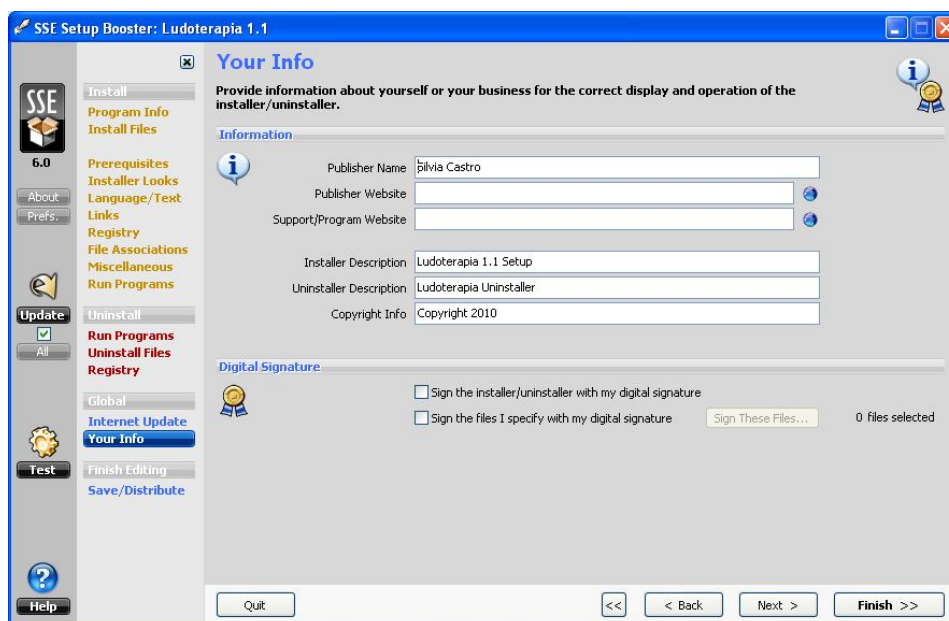 SSE Setup Booster: Ludoterapia 1.1
SSE
6.0
About
Prefs.
Update
All
Test
Help
Install
Program Info
Install Files
Prerequisites
Installer Looks
Language/Text
Links
Registry
File Associations
Miscellaneous
Run Programs
Uninstall
Run Programs
Uninstall Files
Registry
Global
Internet Update
Your Info
Finish Editing
Save/Distribute
Your Info
Provide information about yourself or your business for the correct display and operation of the
installer/uninstaller.
Information
Publisher Name Silvia Castro
Publisher Website
Support/Program Website
Installer Description Ludoterapia 1.1 Setup
Uninstaller Description Ludoterapia Uninstaller
Copyright Info Copyright 2010
Digital Signature
Sign the installer/uninstaller with my digital signature
Sign the files I specify with my digital signature Sign These Files... 0 files selected
Quit << < Back Next > Finish >>